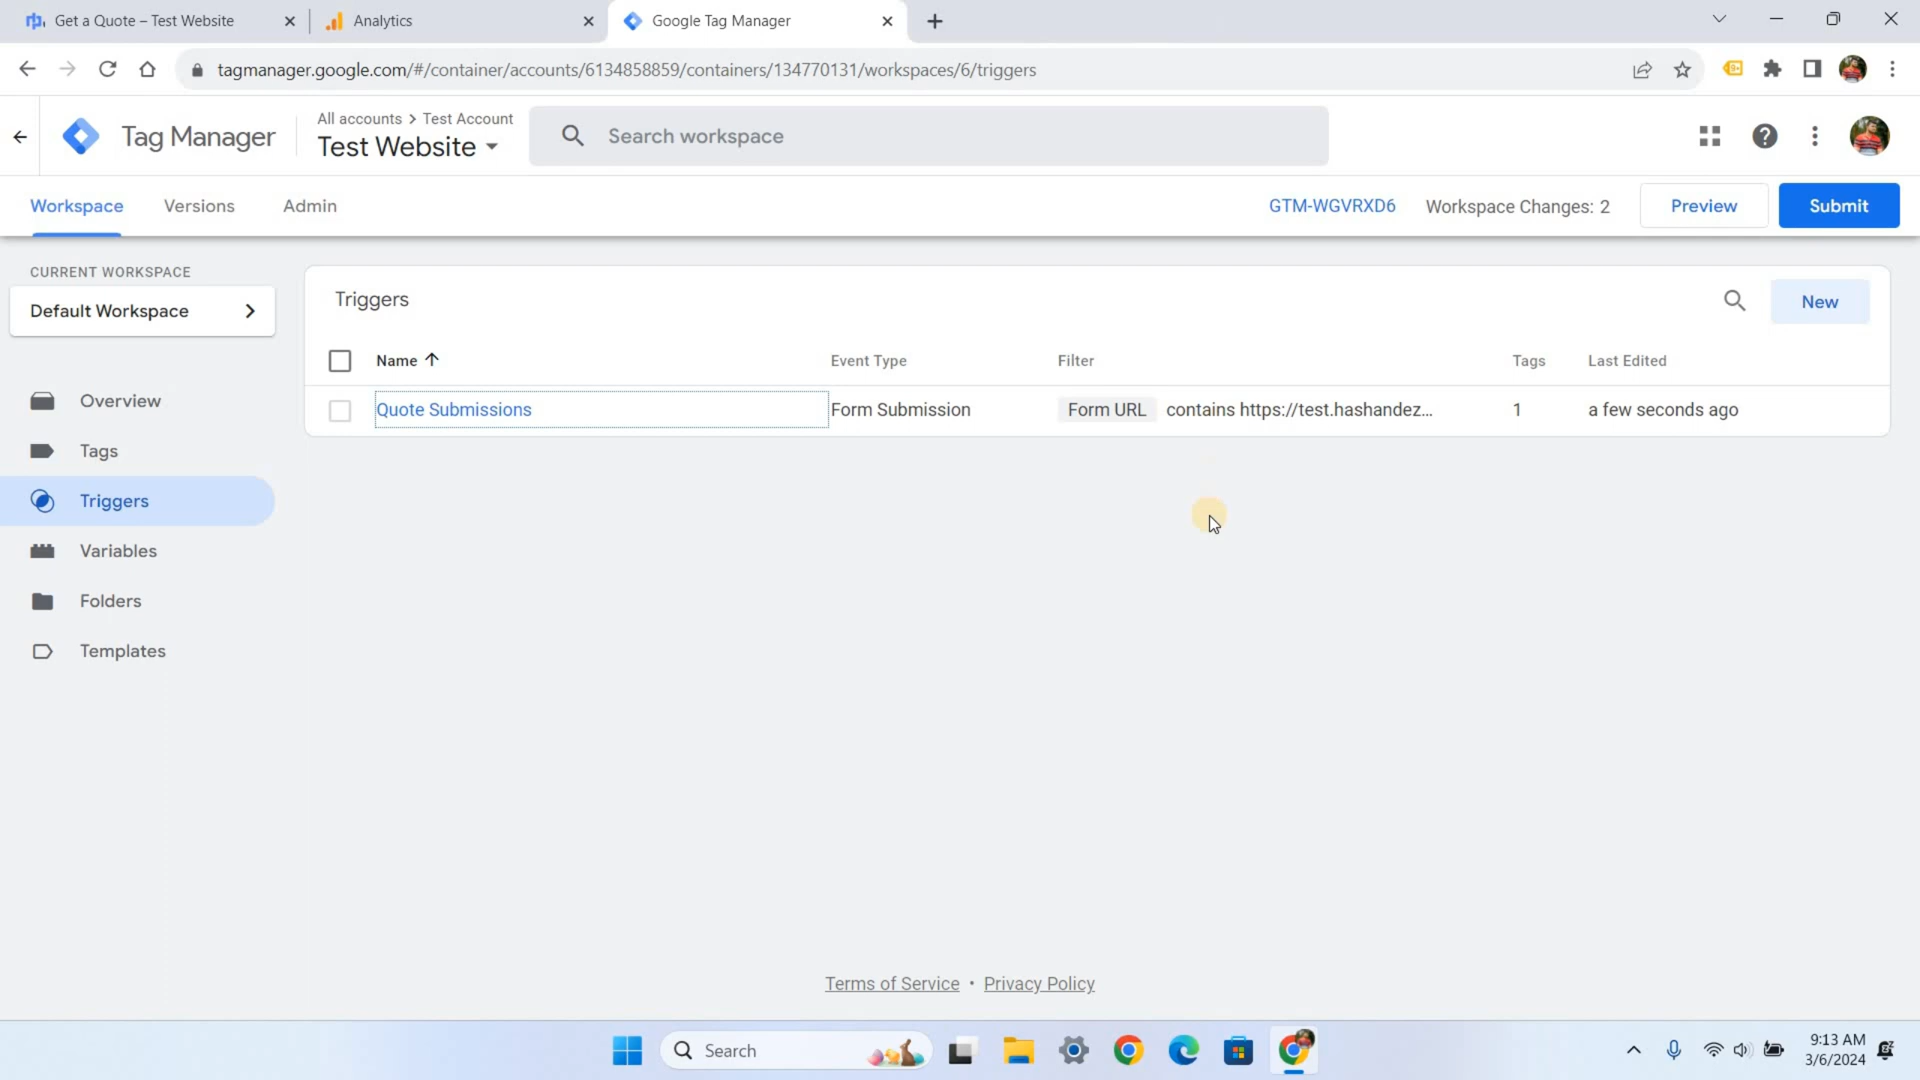 Get a Quote – Test Website
Analytics
Google Tag Manager
tagmanager.google.com/#/container/accounts/6134858859/containers/134770131/workspaces/6/triggers
Tag Manager
All accounts > Test Account
Test Website
Search workspace
Workspace
Versions
Admin
GTM-WGVRXD6
Workspace Changes: 2
Preview
Submit
CURRENT WORKSPACE
Default Workspace
Overview
Tags
Triggers
Variables
Folders
Templates
Triggers
New
Name
Event Type
Filter
Tags
Last Edited
Quote Submissions
Form Submission
Form URL contains https://test.hashandez...
1
a few seconds ago
Terms of Service • Privacy Policy
Search
9:13 AM
3/6/2024